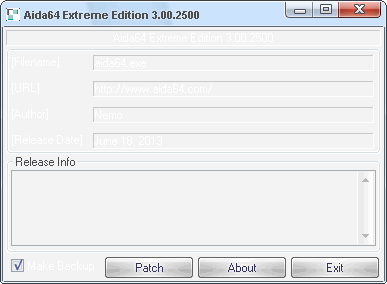 Aida64 Extreme Edition 3.00.2500
Aida64 Extreme Edition 3.00.2500
[Filename] aida64.exe
[URL] http://www.aida64.com/
[Author] Nemo
[Release Date] June 18, 2013
Release Info
Make Backup Patch About Exit